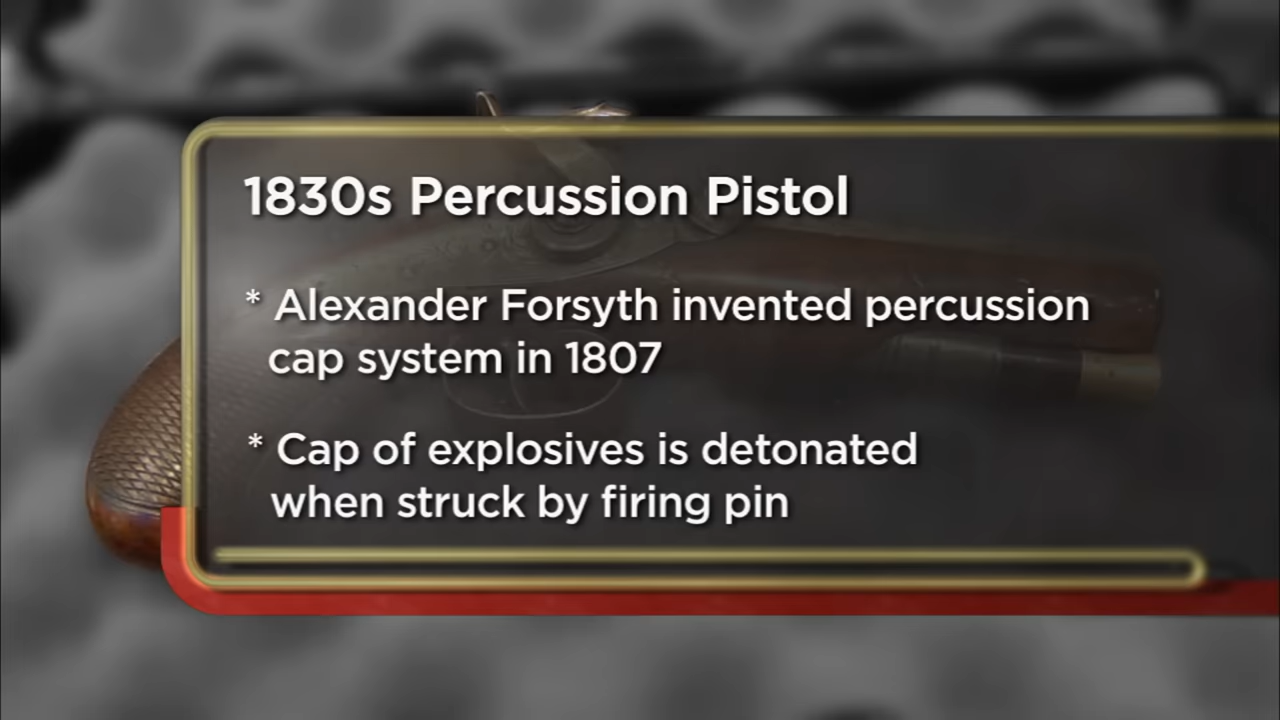 1830s Percussion Pistol
* Alexander Forsyth invented percussion
cap system in 1807
* Cap of explosives is detonated
when struck by firing pin